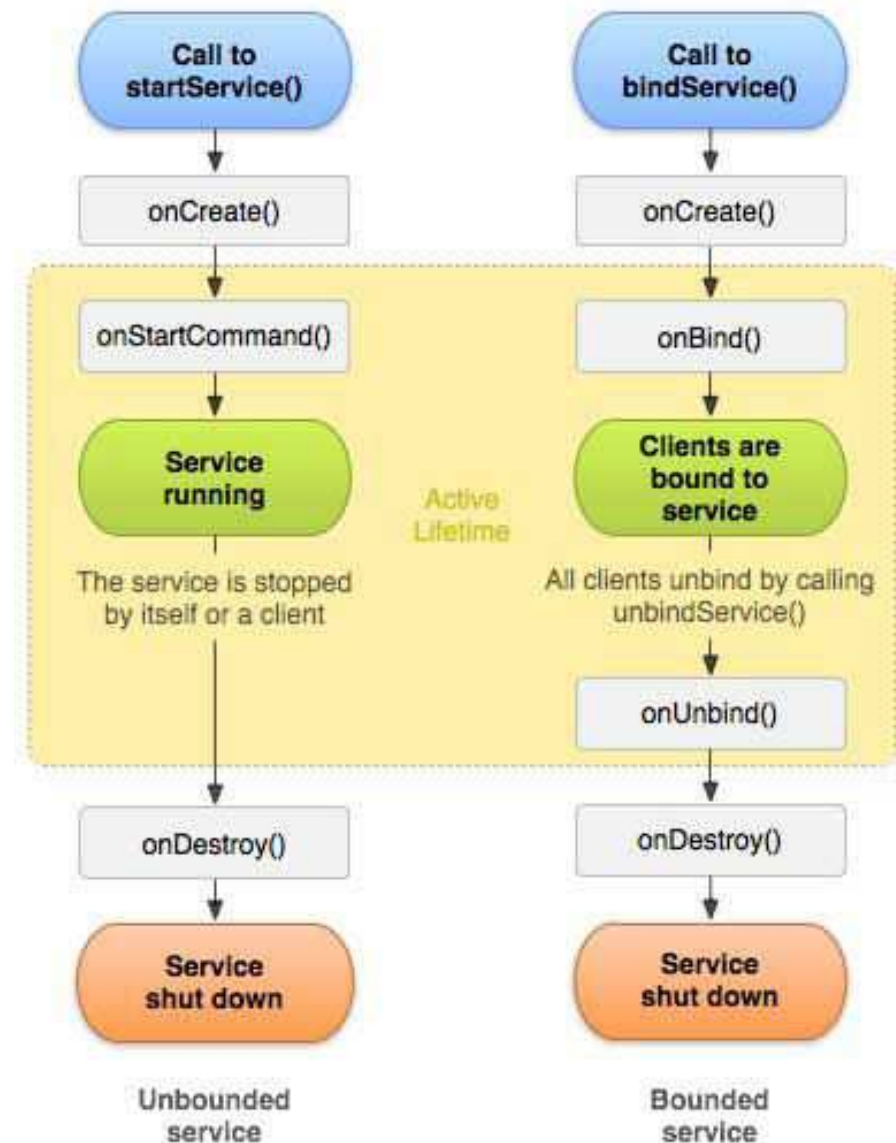 Call to
startService()
onCreate()
onStartCommand()
Service
running
The service is stopped
by itself or a client
onDestroy()
Service
shut down
Unbounded
service
Active
Lifetime
Call to
bindService()
onCreate()
onBind()
Clients are
bound to
service
All clients unbind by calling
unbindService()
onUnbind()
onDestroy()
Service
shut down
Bounded
service